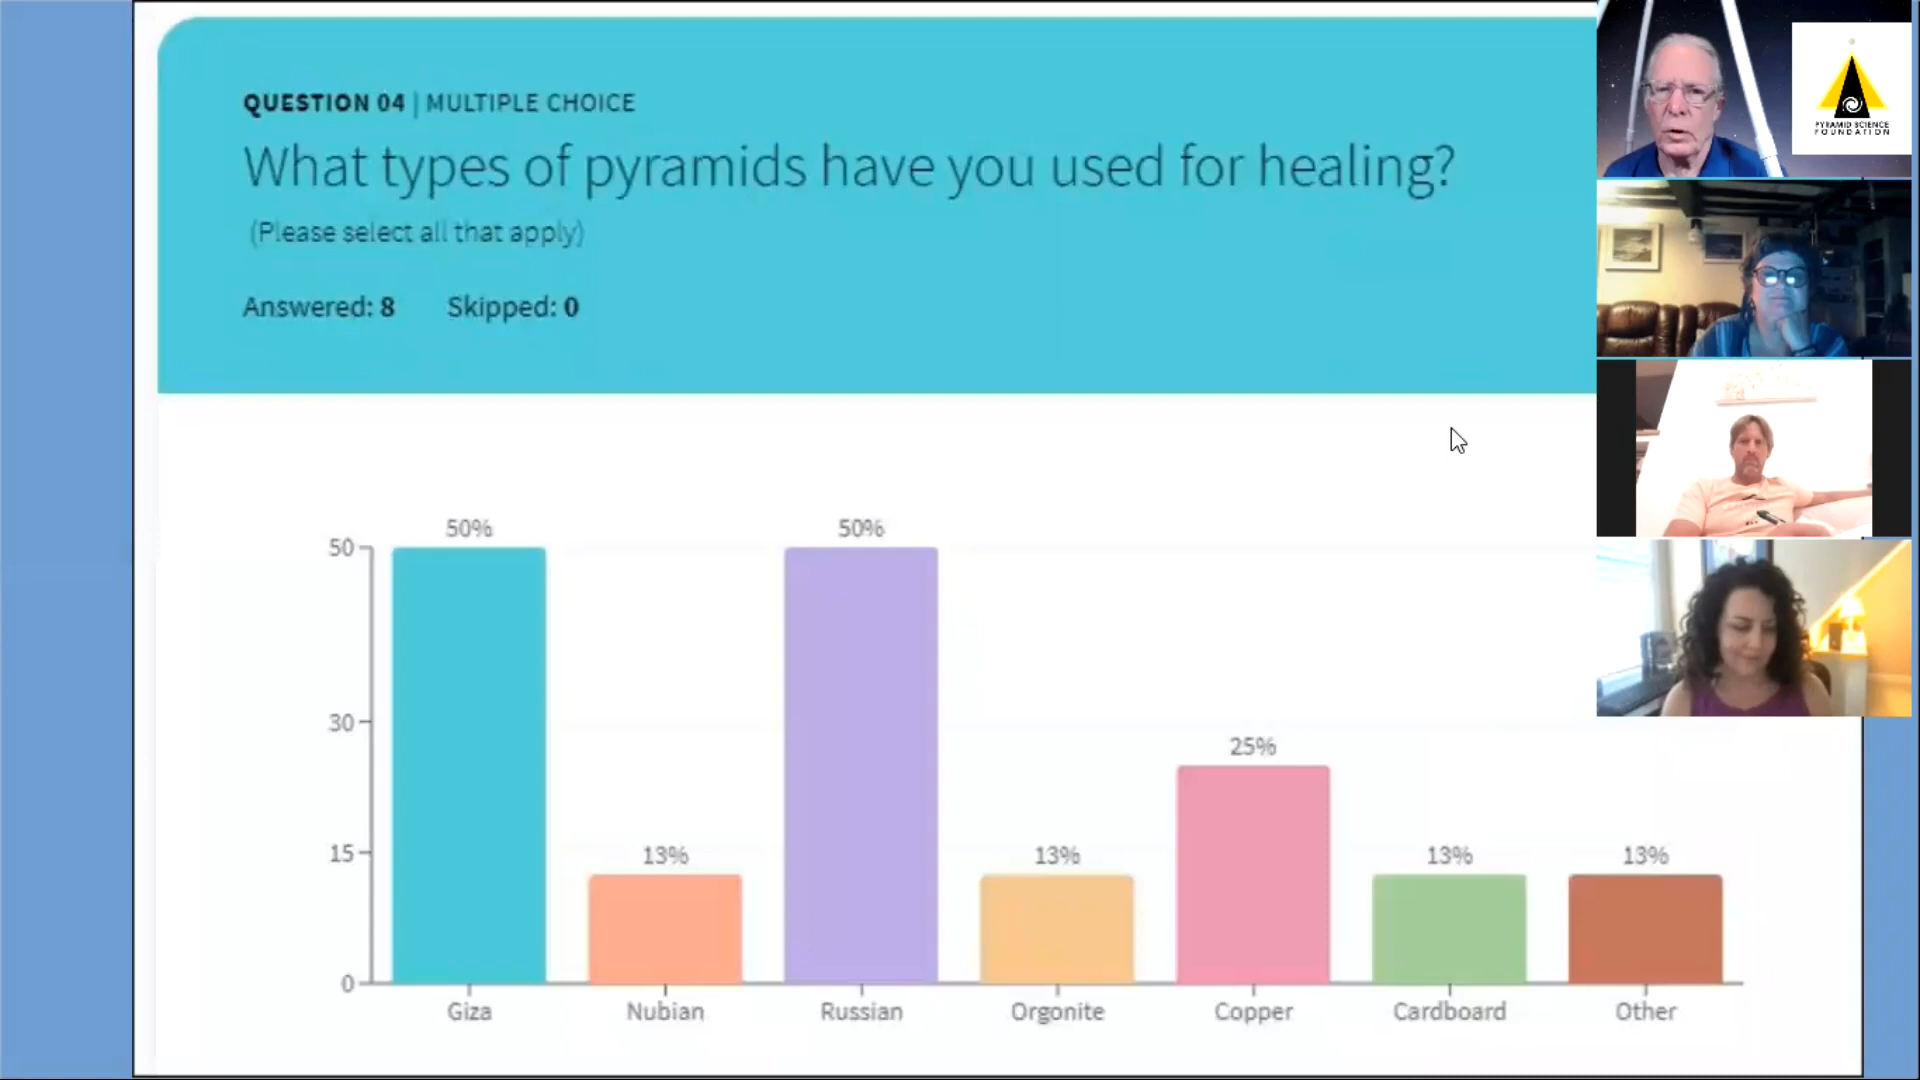 QUESTION 04 | MULTIPLE CHOICE
What types of pyramids have you used for healing?
(Please select all that apply)
Answered: 8 Skipped: 0
50% 50%
50
30
25%
13% 13% 13% 13%
15
0
Giza Nubian Russian Orgonite Copper Cardboard Other
PYRAMID SCIENCE
FOUNDATION